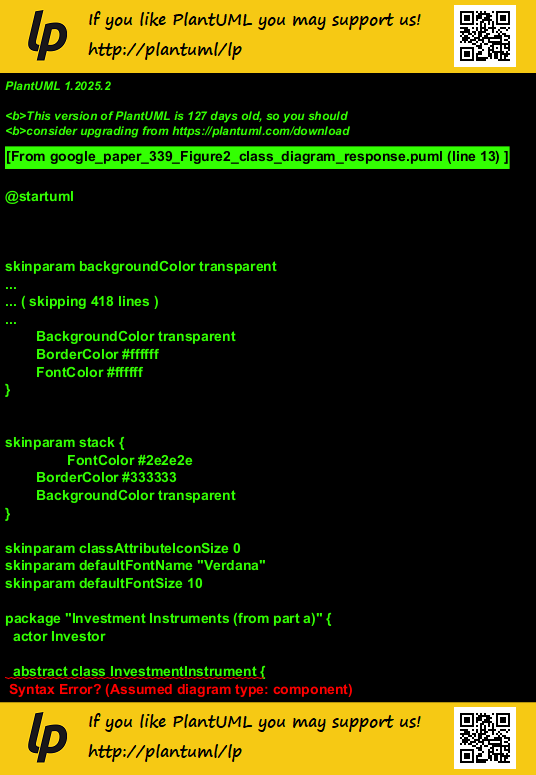 lp
If you like PlantUML you may support us!
http://plantuml/lp
PlantUML 1.2025.2
<b>This version of PlantUML is 127 days old, so you should
<b>consider upgrading from https://plantuml.com/download
[From google_paper_339_Figure2_class_diagram_response.puml (line 13) ]
@startuml
skinparam backgroundColor transparent
...
... ( skipping 418 lines )
...
BackgroundColor transparent
BorderColor #ffffff
FontColor #ffffff
}
skinparam stack {
FontColor #2e2e2e
BorderColor #333333
BackgroundColor transparent
}
skinparam classAttributeIconSize 0
skinparam defaultFontName "Verdana"
skinparam defaultFontSize 10
package "Investment Instruments (from part a)" {
actor Investor
abstract class InvestmentInstrument {
Syntax Error? (Assumed diagram type: component)
lp
If you like PlantUML you may support us!
http://plantuml/lp